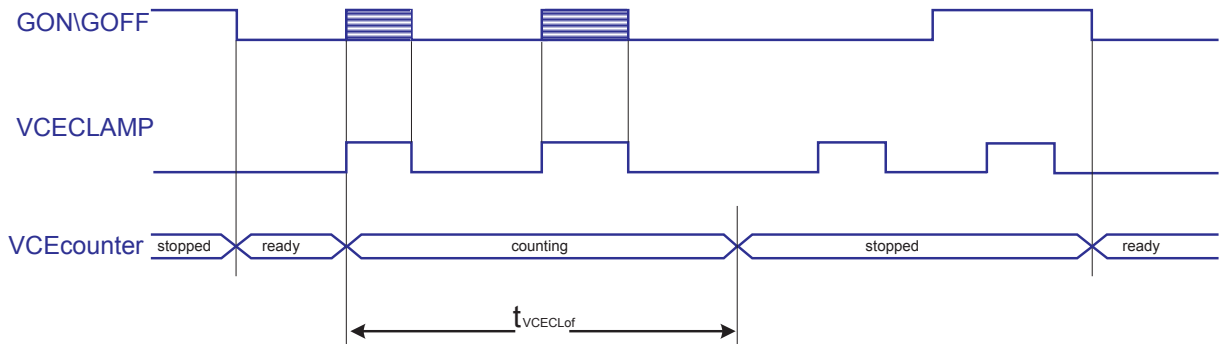 GON\GOFF
VCECLAMP
VCEcounter stopped ready counting stopped ready
tVCECLof